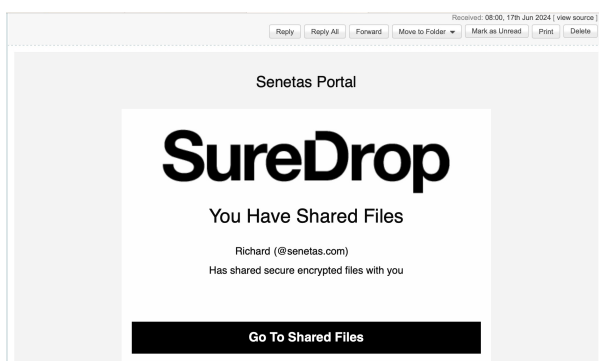 Received: 08:00, 17th Jun 2024 [ view source ]
Reply Reply All Forward Move to Folder Mark as Unread Print Delete
Senetas Portal
SureDrop
You Have Shared Files
Richard (@senetas.com)
Has shared secure encrypted files with you
Go To Shared Files